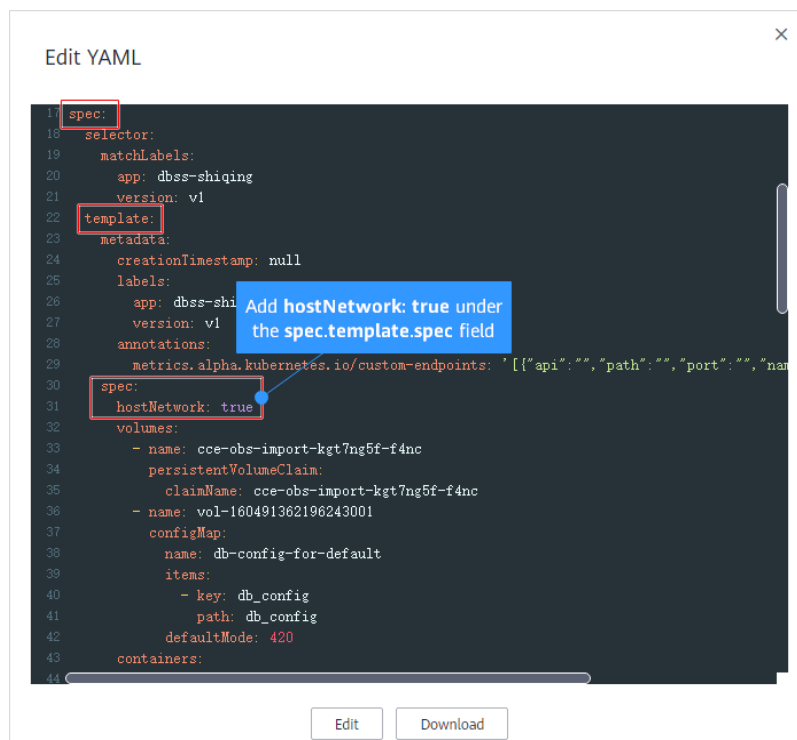 ×
Edit YAML
17 spec:
18 selector:
19 matchLabels:
20 app: dbss-shiqing
21 version: v1
22 template:
23 metadata:
24 creationTimestamp: null
25 labels:
26 app: dbss-shi
27 version: v1
28 annotations:
29 metrics.alpha.kubernetes.io/custom-endpoints: '[{"api":"","path":"","port":"","nam
30 spec:
31 hostNetwork: true
32 volumes:
33 - name: cce-obs-import-kgt7ng5f-f4nc
34 persistentVolumeClaim:
35 claimName: cce-obs-import-kgt7ng5f-f4nc
36 - name: vol-160491362196243001
37 configMap:
38 name: db-config-for-default
39 items:
40 - key: db_config
41 path: db_config
42 defaultMode: 420
43 containers:
44
Add hostNetwork: true under
the spec.template.spec field
Edit
Download